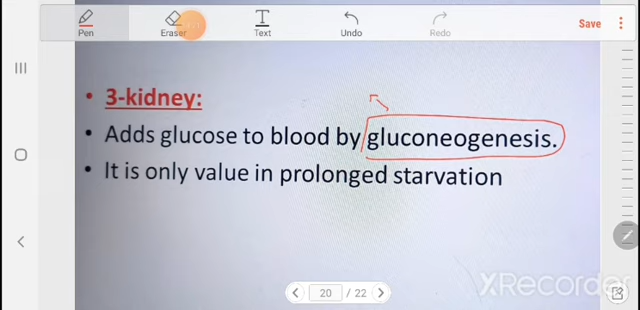 Pen Eraser Text Undo Redo Save
• 3-kidney:
• Adds glucose to blood by gluconeogenesis.
• It is only value in prolonged starvation
20 / 22
XRecorder